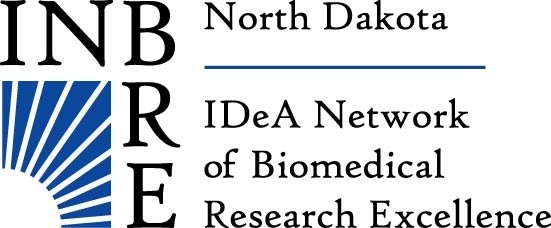 INBRE
North Dakota
IDeA Network
of Biomedical
Research Excellence